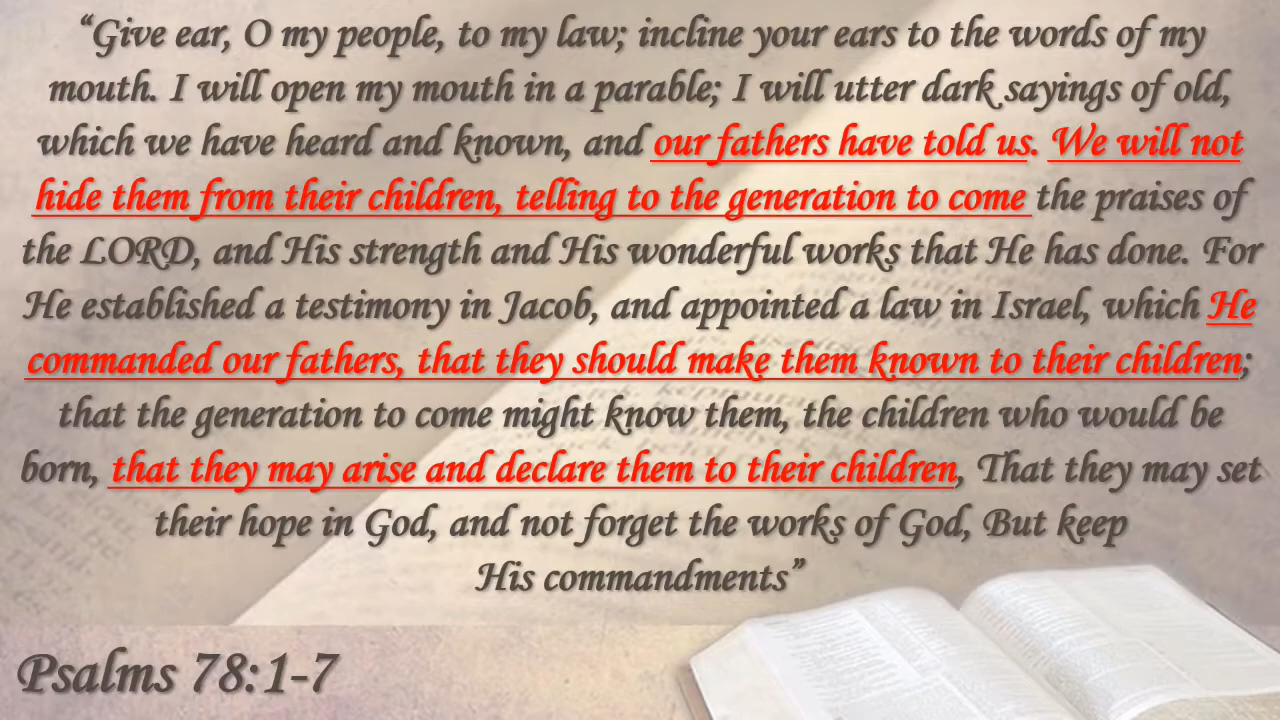 “Give ear, O my people, to my law; incline your ears to the words of my
mouth. I will open my mouth in a parable; I will utter dark sayings of old,
which we have heard and known, and our fathers have told us. We will not
hide them from their children, telling to the generation to come the praises of
the LORD, and His strength and His wonderful works that He has done. For
He established a testimony in Jacob, and appointed a law in Israel, which He
commanded our fathers, that they should make them known to their children;
that the generation to come might know them, the children who would be
born, that they may arise and declare them to their children, That they may set
their hope in God, and not forget the works of God, But keep
His commandments”
Psalms 78:1-7